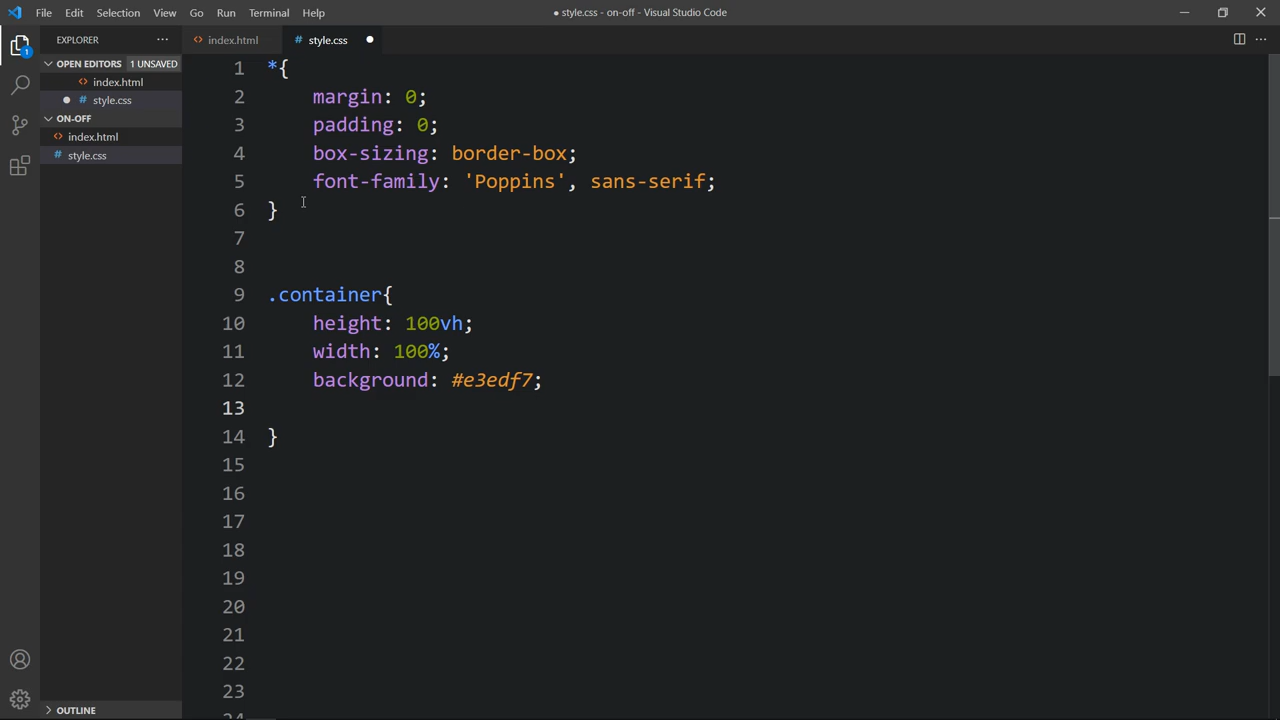 File Edit Selection View Go Run Terminal Help
● style.css - on-off - Visual Studio Code
EXPLORER ...
OPEN EDITORS 1 UNSAVED
<> index.html
● # style.css
ON-OFF
<> index.html
# style.css
OUTLINE
1
<> index.html # style.css ●
1 *{
2 margin: 0;
3 padding: 0;
4 box-sizing: border-box;
5 font-family: 'Poppins', sans-serif;
6 }
7
8
9 .container{
10 height: 100vh;
11 width: 100%;
12 background: #e3edf7;
13
14 }
15
16
17
18
19
20
21
22
23
24